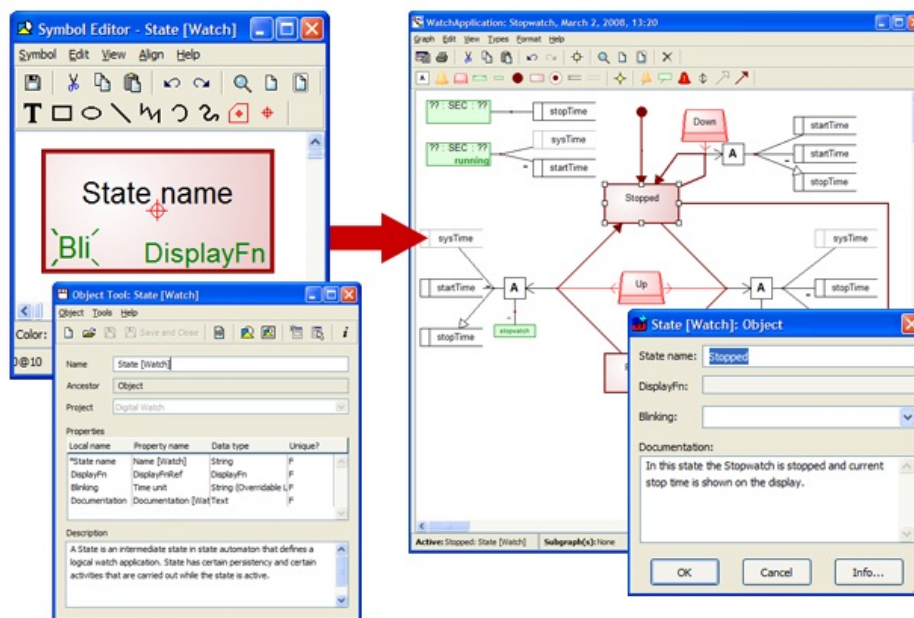 Symbol Editor - State [Watch]
Symbol Edit View Align Help
T
State name
Bli
DisplayFn
Color:
0@10
Object Tool: State [Watch]
Object Tools Help
Save and Close
i
Name State [Watch]
Ancestor Object
Project Digital Watch
Properties
Local name Property name Data type Unique?
*State name Name [Watch] String F
DisplayFn DisplayFnRef DisplayFn F
Blinking Time unit String (Overridable L F
Documentation Documentation [Wat Text F
Description
A State is an intermediate state in state automaton that defines a
logical watch application. State has certain persistency and certain
activities that are carried out while the state is active.
WatchApplication: Stopwatch, March 2, 2008, 13:20
Graph Edit View Types Format Help
A
?? : SEC : ??
stopTime
Down
startTime
sysTime
?? : SEC : ??
running
A
startTime
startTime
stopTime
Stopped
sysTime
sysTime
startTime
A
Up
A
stopTime
stopwatch
stopTime
State [Watch]: Object
State name: Stopped
DisplayFn:
Blinking:
Documentation:
In this state the Stopwatch is stopped and current
stop time is shown on the display.
OK Cancel Info...
Active: Stopped: State [Watch] Subgraph(s): None